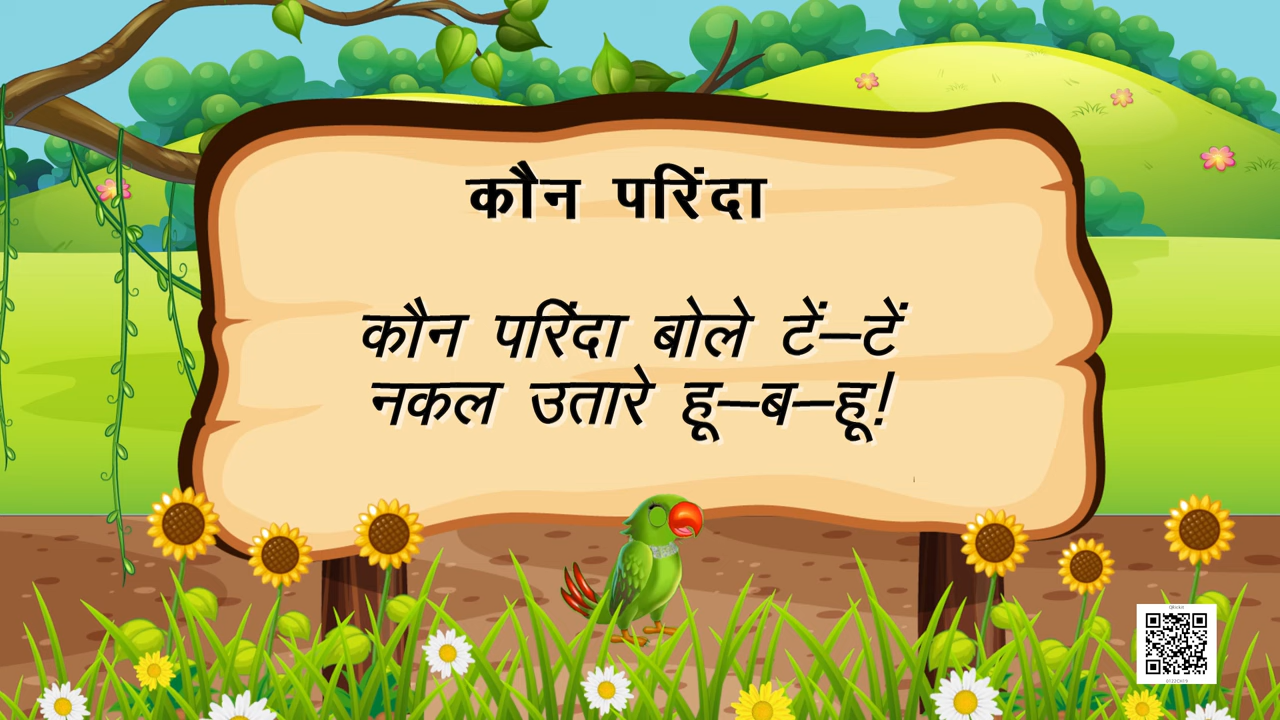 कौन परिंदा
कौन परिंदा बोले टें–टें
नकल उतारे हू–ब–हू!